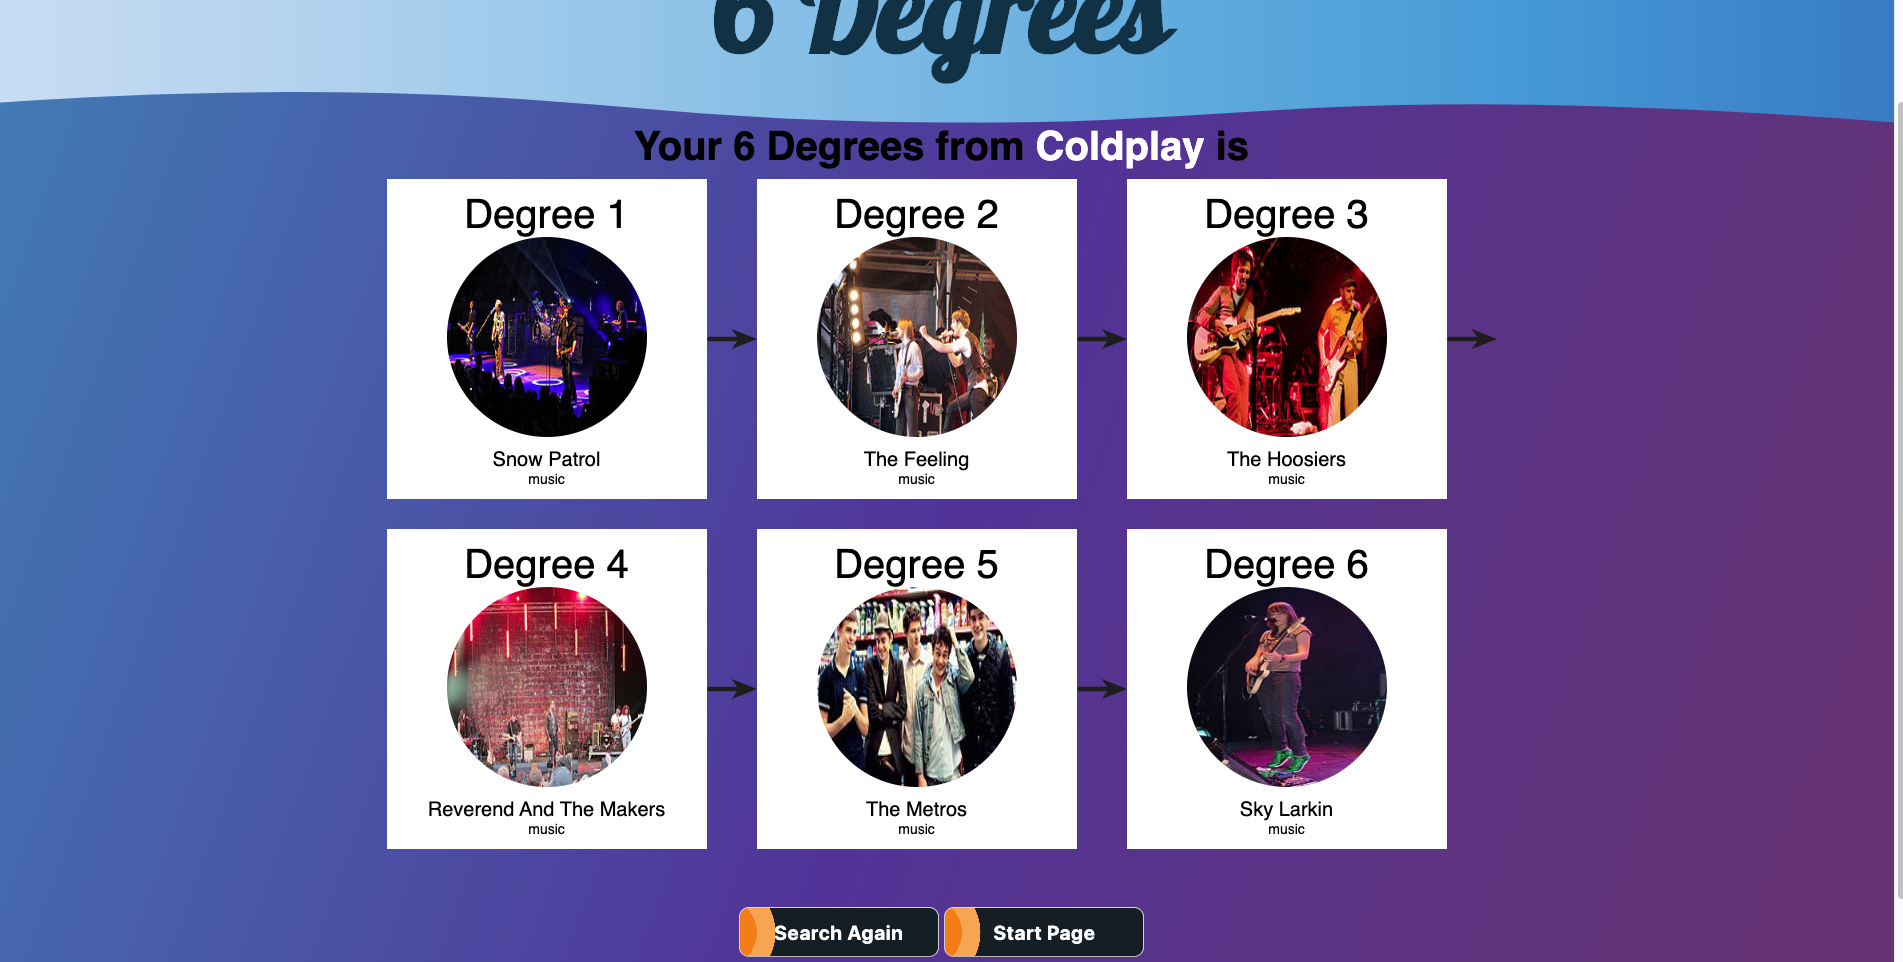 6 Degrees
Your 6 Degrees from Coldplay is
Degree 1
Snow Patrol
music
Degree 2
The Feeling
music
Degree 3
The Hoosiers
music
Degree 4
Reverend And The Makers
music
Degree 5
The Metros
music
Degree 6
Sky Larkin
music
Search Again
Start Page